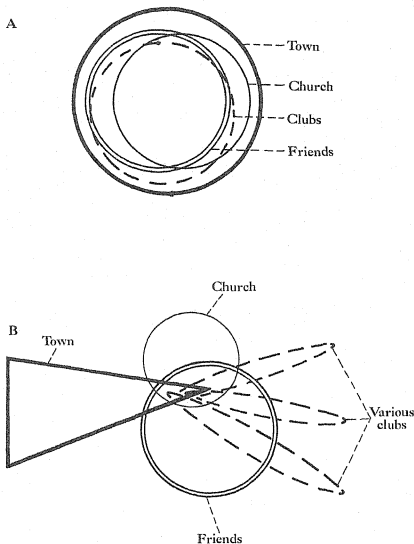 A
Town
Church
Clubs
Friends
Church
B
Town
Various
clubs
Friends